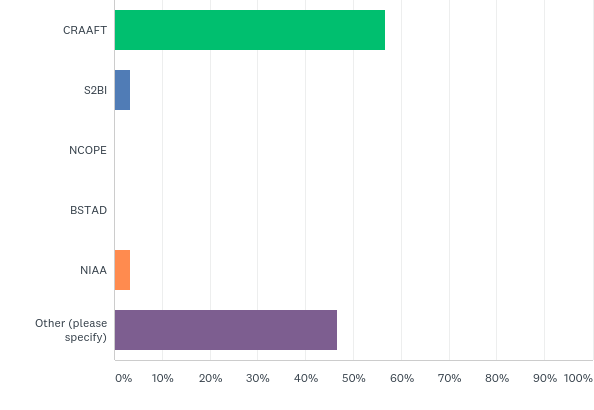 CRAAFT
S2BI
NCOPE
BSTAD
NIAA
Other (please
specify)
0% 10% 20% 30% 40% 50% 60% 70% 80% 90% 100%